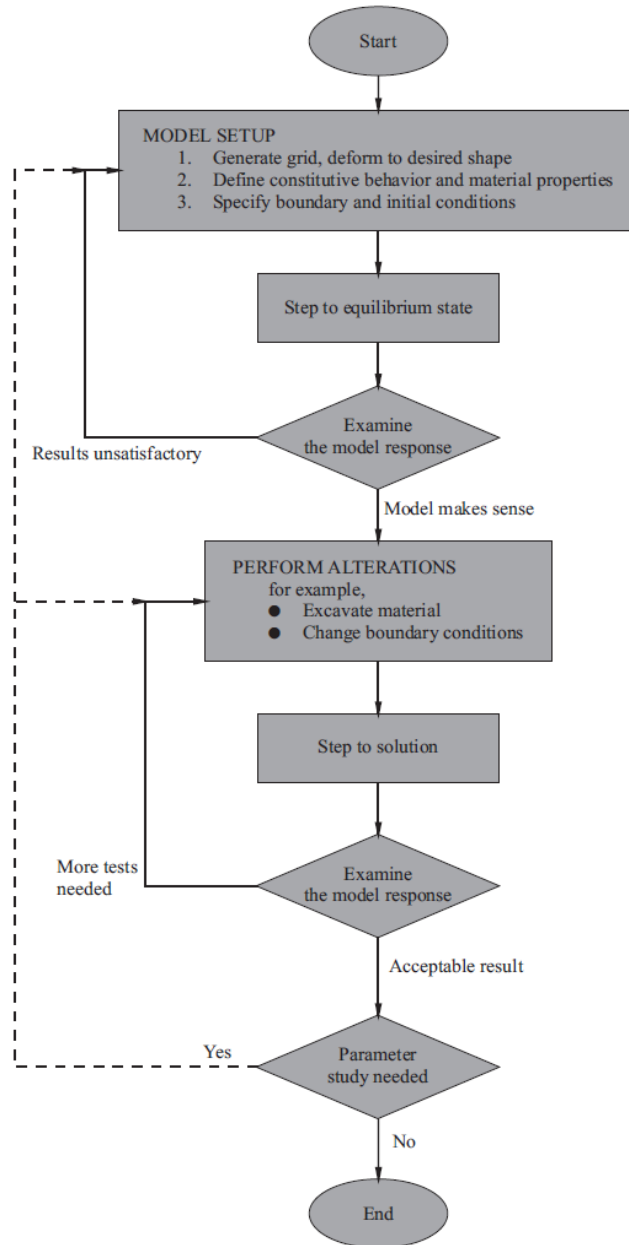 Start
MODEL SETUP
1. Generate grid, deform to desired shape
2. Define constitutive behavior and material properties
3. Specify boundary and initial conditions
Step to equilibrium state
Examine
the model response
Results unsatisfactory
Model makes sense
PERFORM ALTERATIONS
for example,
● Excavate material
● Change boundary conditions
Step to solution
More tests
needed
Examine
the model response
Acceptable result
Yes
Parameter
study needed
No
End